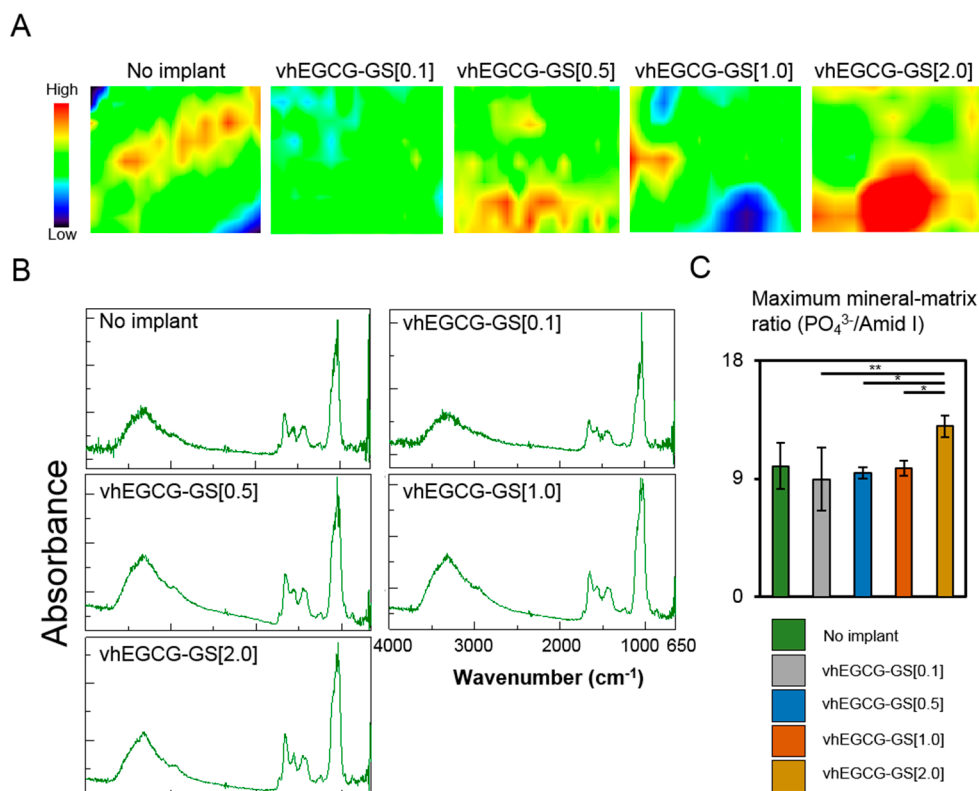 A
No implant
vhEGCG-GS[0.1]
vhEGCG-GS[0.5]
vhEGCG-GS[1.0]
vhEGCG-GS[2.0]
High
Low
B
Absorbance
No implant
vhEGCG-GS[0.1]
vhEGCG-GS[0.5]
vhEGCG-GS[1.0]
vhEGCG-GS[2.0]
4000 3000 2000 1000 650
Wavenumber (cm⁻¹)
C
Maximum mineral-matrix
ratio (PO₄³⁻/Amid I)
18
**
*
*
9
0
No implant
vhEGCG-GS[0.1]
vhEGCG-GS[0.5]
vhEGCG-GS[1.0]
vhEGCG-GS[2.0]